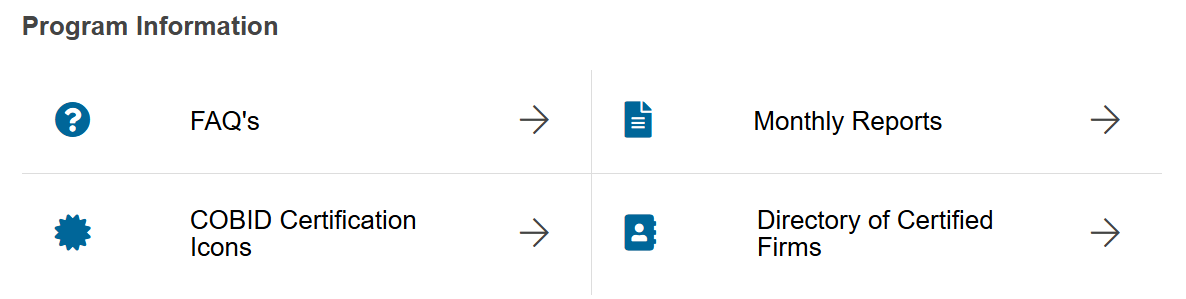 Program Information
FAQ's
Monthly Reports
COBID Certification
Icons
Directory of Certified
Firms